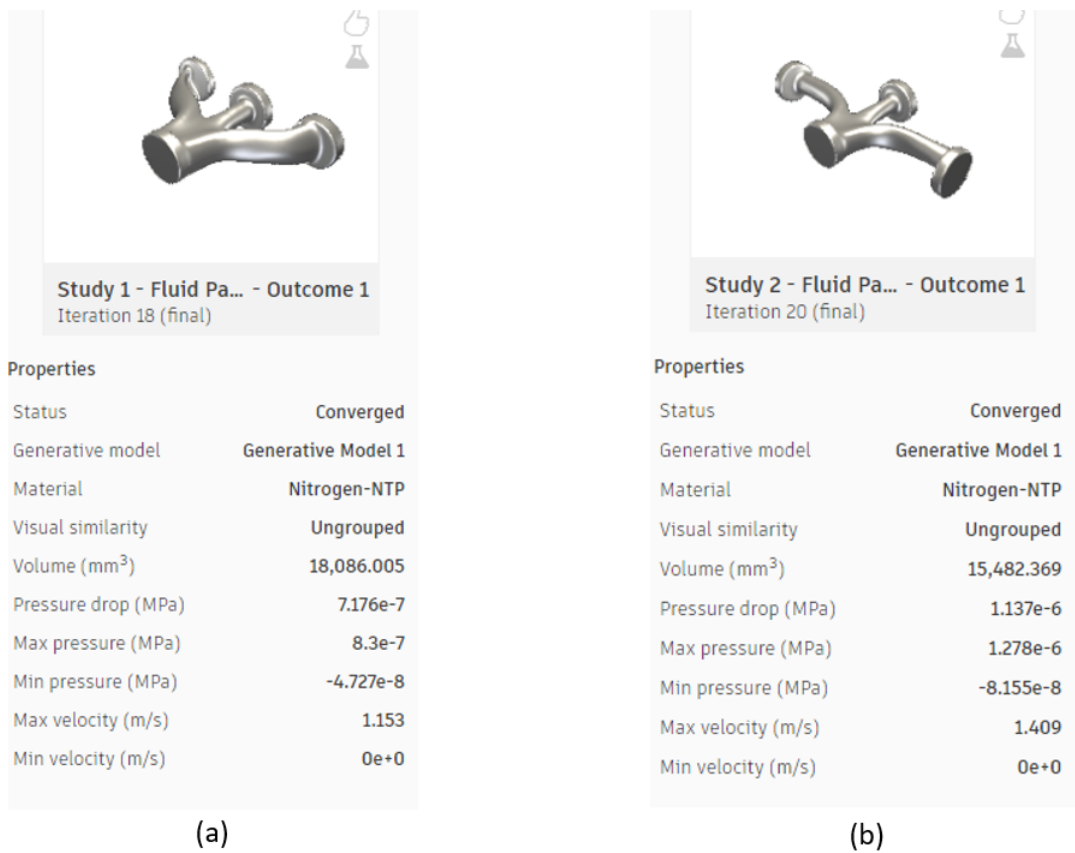 Study 1 - Fluid Pa... - Outcome 1
Iteration 18 (final)
Properties
Status Converged
Generative model Generative Model 1
Material Nitrogen-NTP
Visual similarity Ungrouped
Volume (mm³) 18,086.005
Pressure drop (MPa) 7.176e-7
Max pressure (MPa) 8.3e-7
Min pressure (MPa) -4.727e-8
Max velocity (m/s) 1.153
Min velocity (m/s) 0e+0
(a)
Study 2 - Fluid Pa... - Outcome 1
Iteration 20 (final)
Properties
Status Converged
Generative model Generative Model 1
Material Nitrogen-NTP
Visual similarity Ungrouped
Volume (mm³) 15,482.369
Pressure drop (MPa) 1.137e-6
Max pressure (MPa) 1.278e-6
Min pressure (MPa) -8.155e-8
Max velocity (m/s) 1.409
Min velocity (m/s) 0e+0
(b)